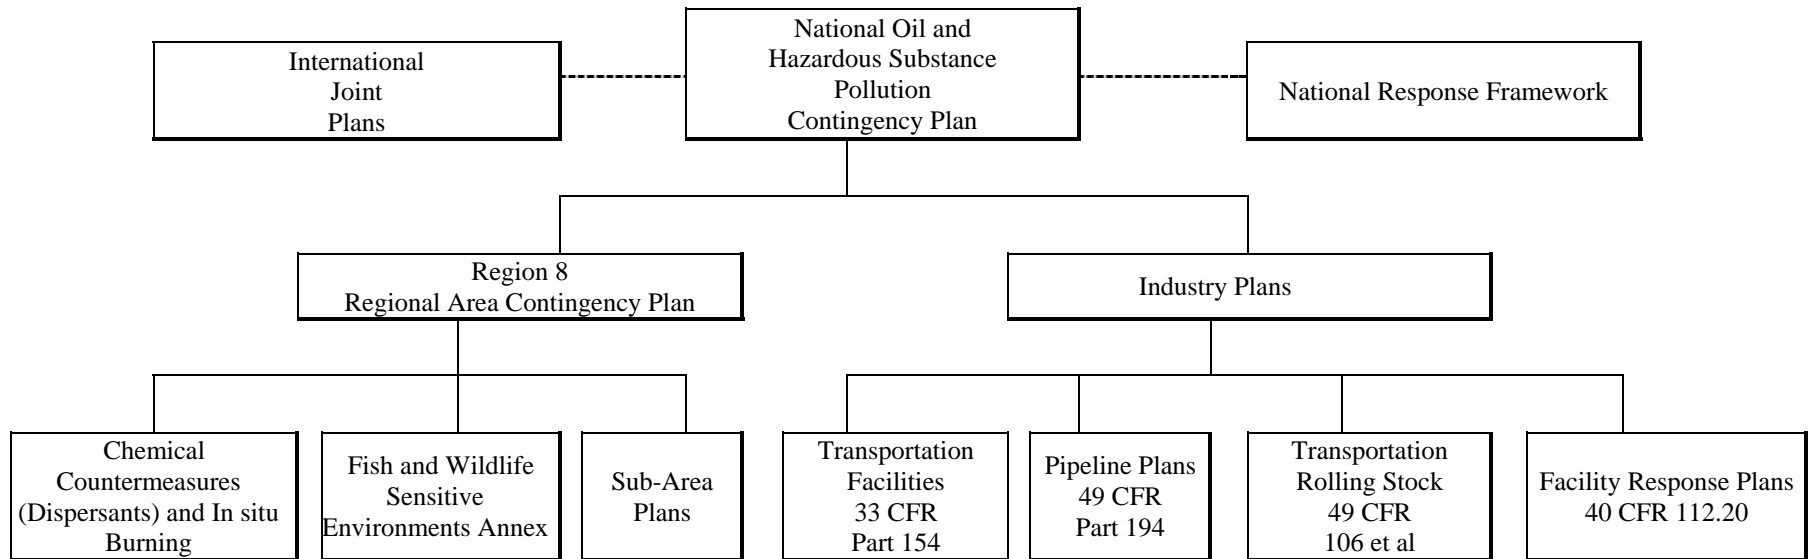 International
Joint
Plans
National Oil and
Hazardous Substance
Pollution
Contingency Plan
National Response Framework
Region 8
Regional Area Contingency Plan
Industry Plans
Chemical
Countermeasures
(Dispersants) and In situ
Burning
Fish and Wildlife
Sensitive
Environments Annex
Sub-Area
Plans
Transportation
Facilities
33 CFR
Part 154
Pipeline Plans
49 CFR
Part 194
Transportation
Rolling Stock
49 CFR
106 et al
Facility Response Plans
40 CFR 112.20